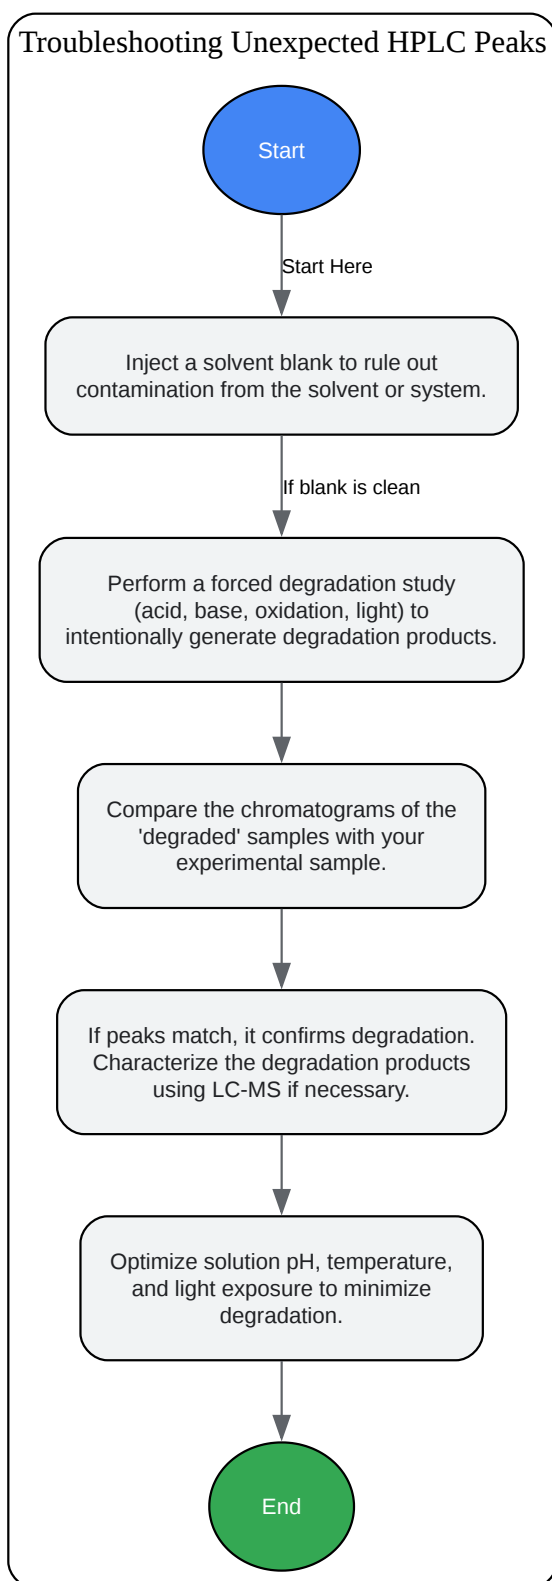 Troubleshooting Unexpected HPLC Peaks
Start
Start Here
Inject a solvent blank to rule out
contamination from the solvent or system.
If blank is clean
Perform a forced degradation study
(acid, base, oxidation, light) to
intentionally generate degradation products.
Compare the chromatograms of the
'degraded' samples with your
experimental sample.
If peaks match, it confirms degradation.
Characterize the degradation products
using LC-MS if necessary.
Optimize solution pH, temperature,
and light exposure to minimize
degradation.
End